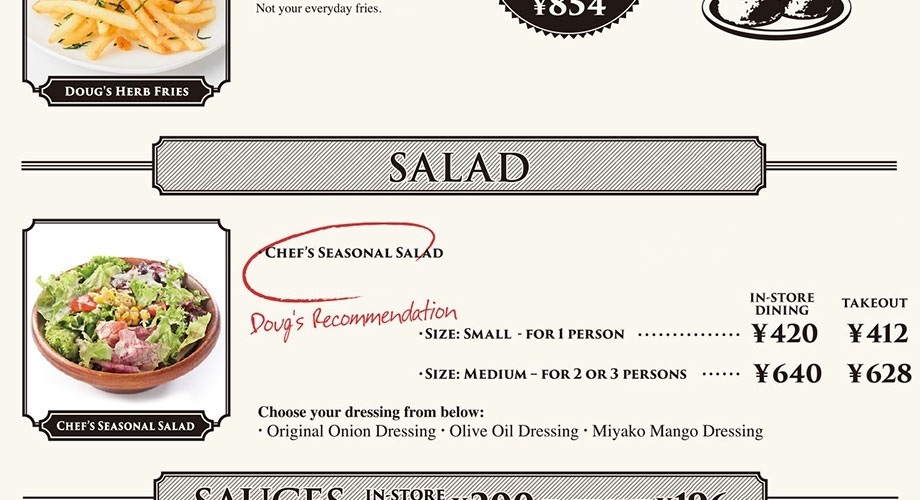 Not your everyday fries.
¥854
DOUG'S HERB FRIES
SALAD
· CHEF'S SEASONAL SALAD
Doug's Recommendation
IN-STORE DINING
TAKEOUT
· SIZE: SMALL - FOR 1 PERSON ¥420 ¥412
· SIZE: MEDIUM – FOR 2 OR 3 PERSONS ¥640 ¥628
CHEF'S SEASONAL SALAD
Choose your dressing from below:
· Original Onion Dressing · Olive Oil Dressing · Miyako Mango Dressing
SAUCES IN-STORE